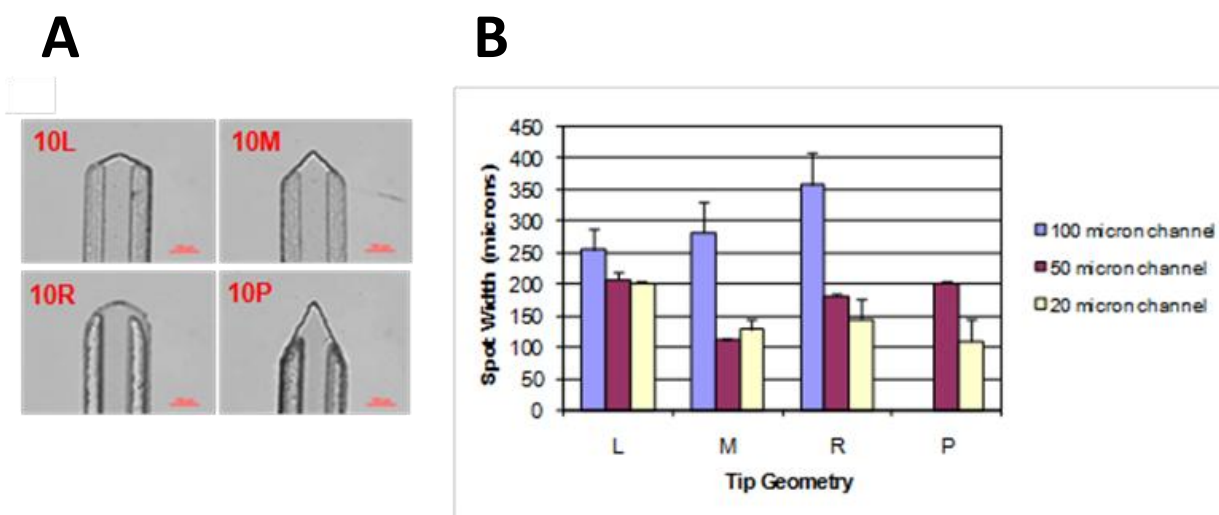 A
B
10L
10M
10R
10P
450
400
350
300
250
200
150
100
50
0
Spot Width (microns)
L
M
R
P
Tip Geometry
100 micron channel
50 micron channel
20 micron channel